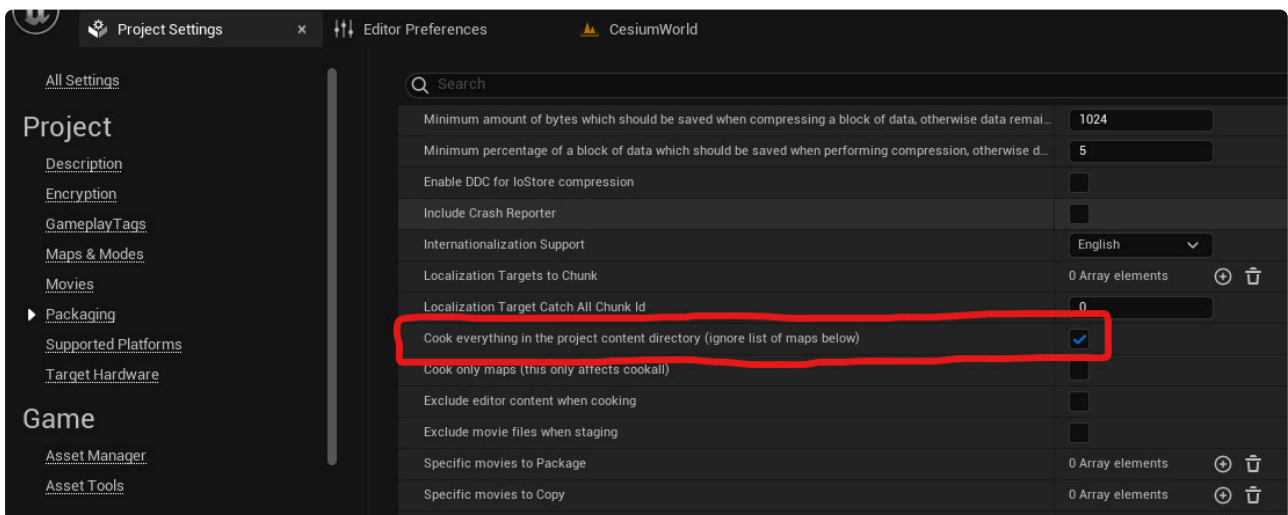 Project Settings
Editor Preferences
CesiumWorld
All Settings
Project
Description
Encryption
GameplayTags
Maps & Modes
Movies
Packaging
Supported Platforms
Target Hardware
Game
Asset Manager
Asset Tools
Search
Minimum amount of bytes which should be saved when compressing a block of data, otherwise data remai... 1024
Minimum percentage of a block of data which should be saved when performing compression, otherwise d... 5
Enable DDC for IoStore compression
Include Crash Reporter
Internationalization Support English
Localization Targets to Chunk 0 Array elements
Localization Target Catch All Chunk Id 0
Cook everything in the project content directory (ignore list of maps below)
Cook only maps (this only affects cookall)
Exclude editor content when cooking
Exclude movie files when staging
Specific movies to Package 0 Array elements
Specific movies to Copy 0 Array elements